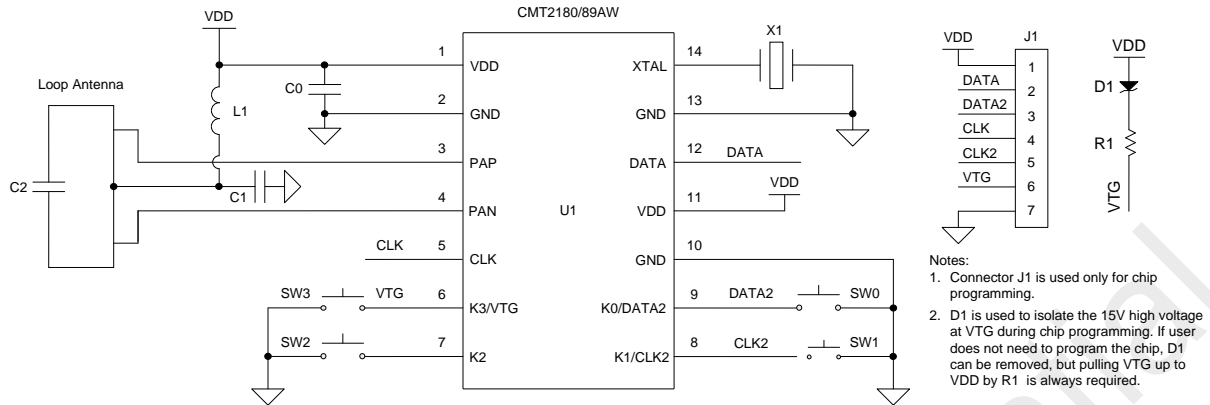 CMT2180/89AW
VDD
Loop Antenna
L1
C0
C1
C2
1
VDD
2
GND
3
PAP
4
PAN
CLK
5
CLK
SW3
VTG
6
K3/VTG
SW2
7
K2
U1
X1
14
XTAL
13
GND
12
DATA
DATA
VDD
11
VDD
10
GND
9
K0/DATA2
DATA2
SW0
8
K1/CLK2
CLK2
SW1
VDD
J1
1
DATA
2
DATA2
3
CLK
4
CLK2
5
VTG
6
7
VDD
D1
R1
VTG
Notes:
1. Connector J1 is used only for chip
programming.
2. D1 is used to isolate the 15V high voltage
at VTG during chip programming. If user
does not need to program the chip, D1
can be removed, but pulling VTG up to
VDD by R1 is always required.